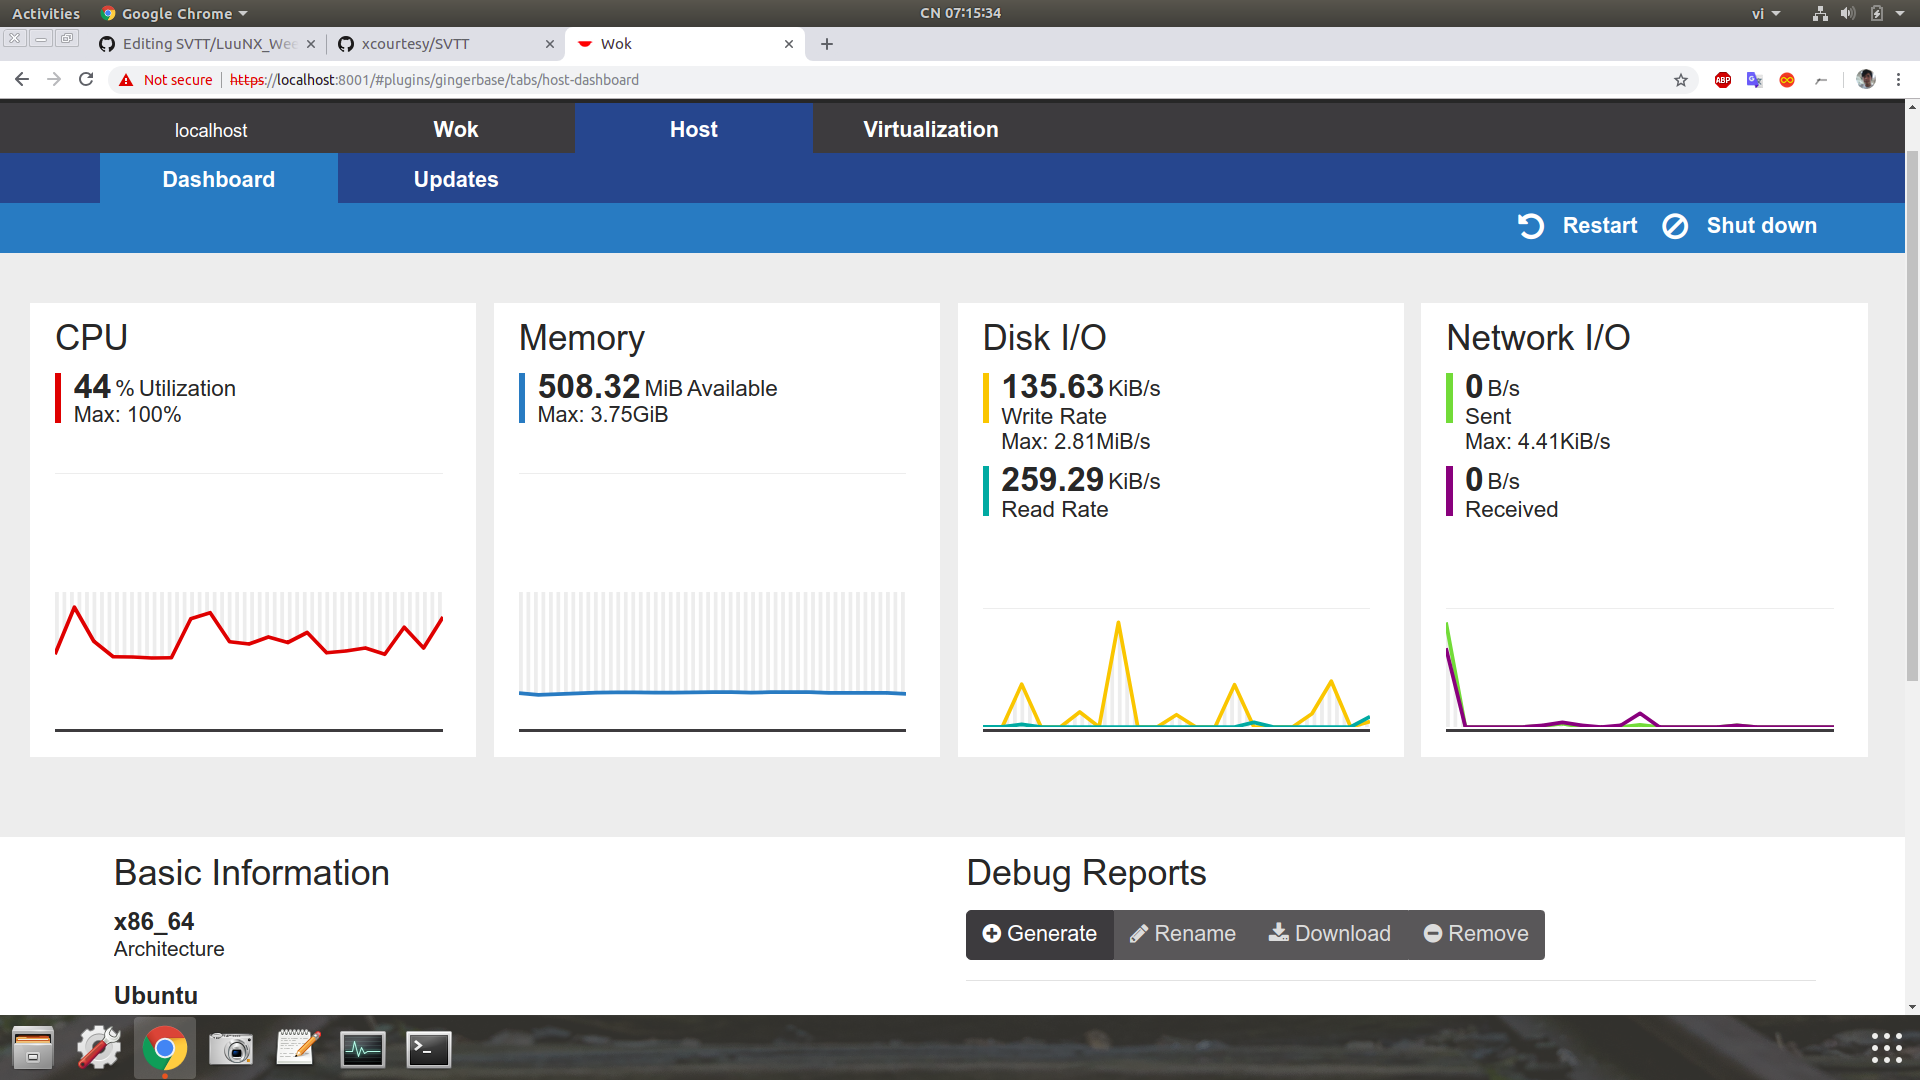 Activities
Google Chrome
CN 07:15:34
vi
Editing SVTT/LuuNX_Wee
xcourtesy/SVTT
Wok
Not secure
https://localhost:8001/#plugins/gingerbase/tabs/host-dashboard
ABP
localhost
Wok
Host
Virtualization
Dashboard
Updates
Restart
Shut down
CPU
44 % Utilization
Max: 100%
Memory
508.32 MiB Available
Max: 3.75GiB
Disk I/O
135.63 KiB/s
Write Rate
Max: 2.81MiB/s
259.29 KiB/s
Read Rate
Network I/O
0 B/s
Sent
Max: 4.41KiB/s
0 B/s
Received
Basic Information
x86_64
Architecture
Ubuntu
Debug Reports
Generate
Rename
Download
Remove